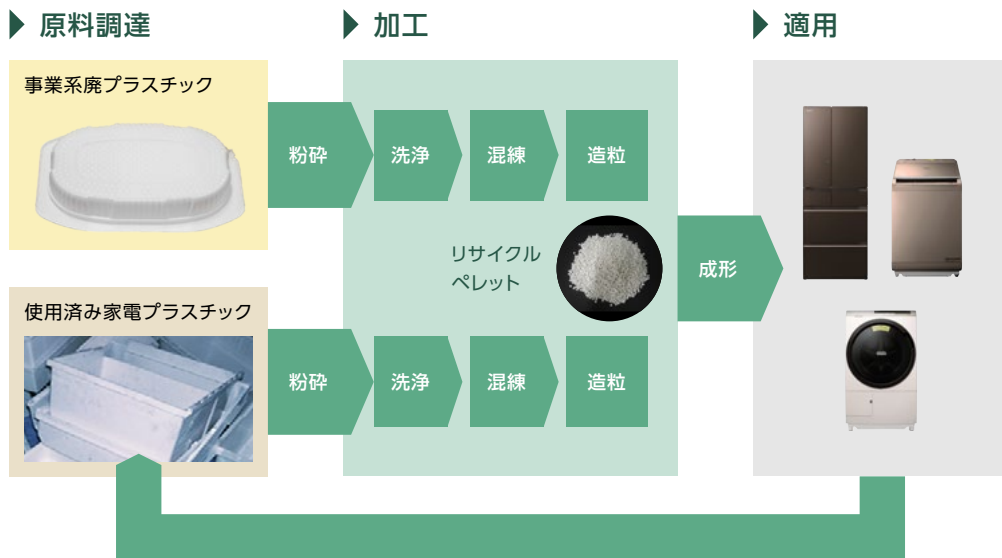 原料調達
加工
適用
事業系廃プラスチック
粉砕
洗浄
混練
造粒
リサイクル
ペレット
成形
使用済み家電プラスチック
粉砕
洗浄
混練
造粒